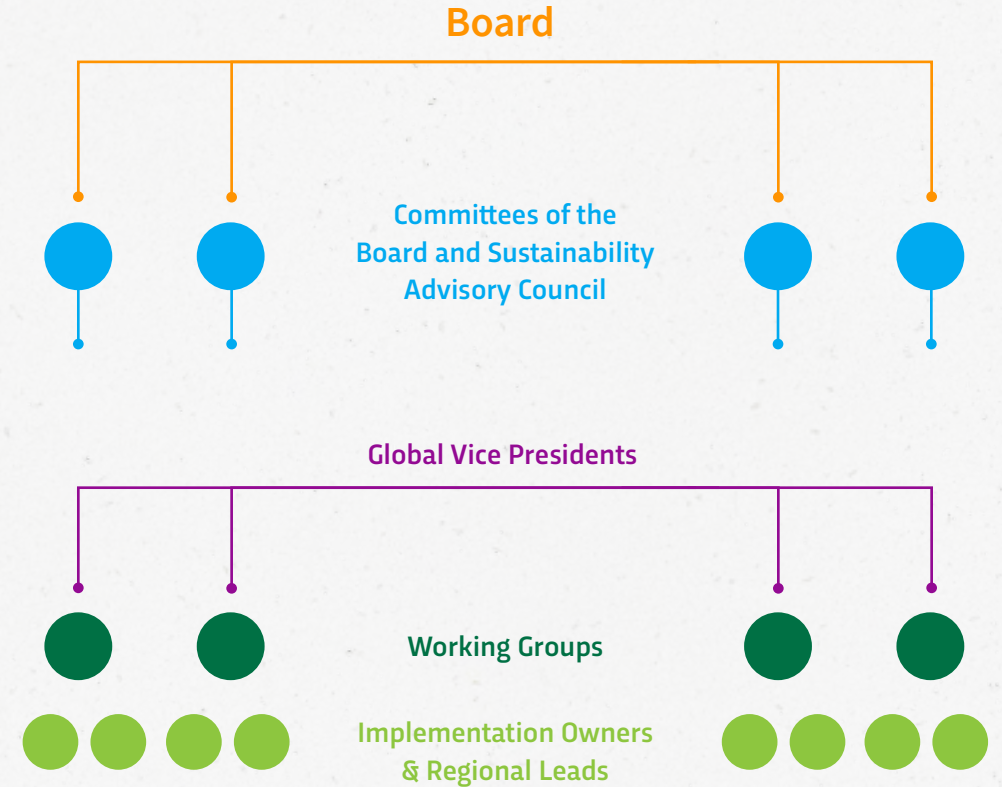 Board
Committees of the
Board and Sustainability
Advisory Council
Global Vice Presidents
Working Groups
Implementation Owners
& Regional Leads